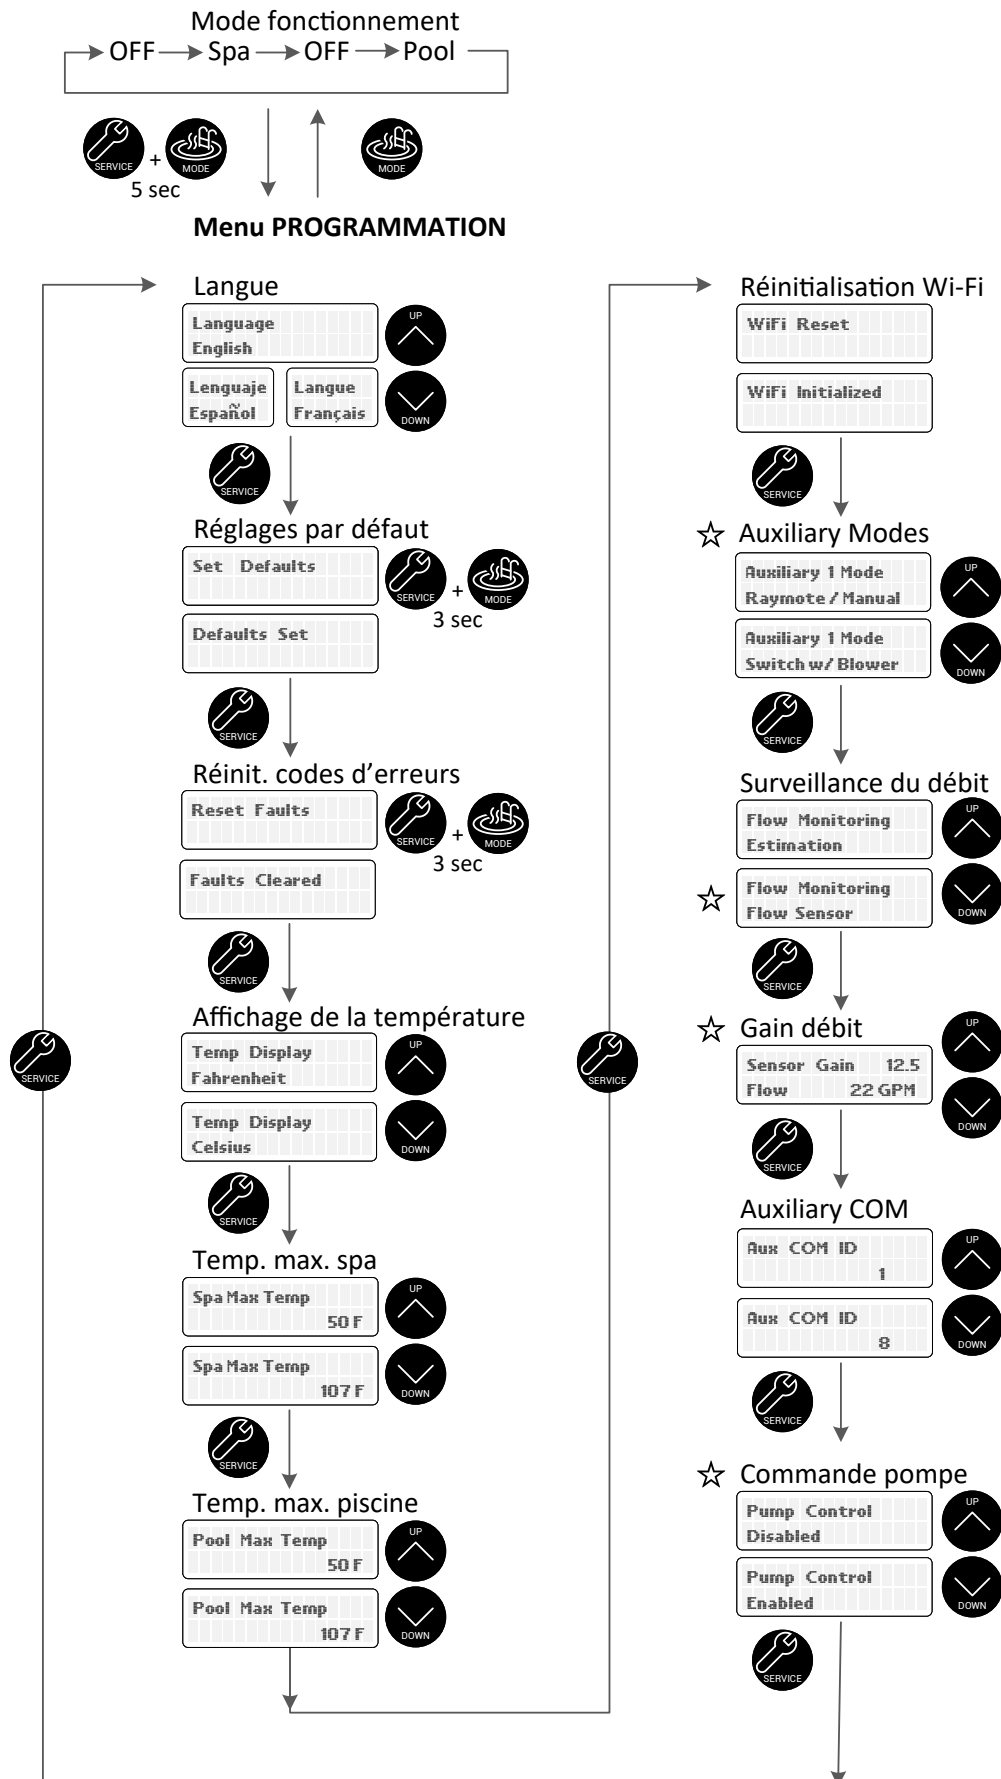 Mode fonctionnement
OFF Spa OFF Pool
SERVICE + MODE
5 sec
MODE
Menu PROGRAMMATION
Langue
Language
English
UP
Lenguaje
Español
Langue
Français
DOWN
SERVICE
Réglages par défaut
Set Defaults
SERVICE + MODE
3 sec
Defaults Set
SERVICE
Réinit. codes d'erreurs
Reset Faults
SERVICE + MODE
3 sec
Faults Cleared
SERVICE
Affichage de la température
Temp Display
Fahrenheit
UP
Temp Display
Celsius
DOWN
SERVICE
SERVICE
Temp. max. spa
Spa Max Temp
50 F
UP
Spa Max Temp
107 F
DOWN
SERVICE
Temp. max. piscine
Pool Max Temp
50 F
UP
Pool Max Temp
107 F
DOWN
SERVICE
Réinitialisation Wi-Fi
WiFi Reset
WiFi Initialized
SERVICE
Auxiliary Modes
Auxiliary 1 Mode
Raymote / Manual
UP
Auxiliary 1 Mode
Switch w/ Blower
DOWN
SERVICE
Surveillance du débit
Flow Monitoring
Estimation
UP
Flow Monitoring
Flow Sensor
DOWN
SERVICE
Gain débit
Sensor Gain 12.5
Flow 22 GPM
UP
DOWN
SERVICE
Auxiliary COM
Aux COM ID
1
UP
Aux COM ID
8
DOWN
SERVICE
Commande pompe
Pump Control
Disabled
UP
Pump Control
Enabled
DOWN
SERVICE